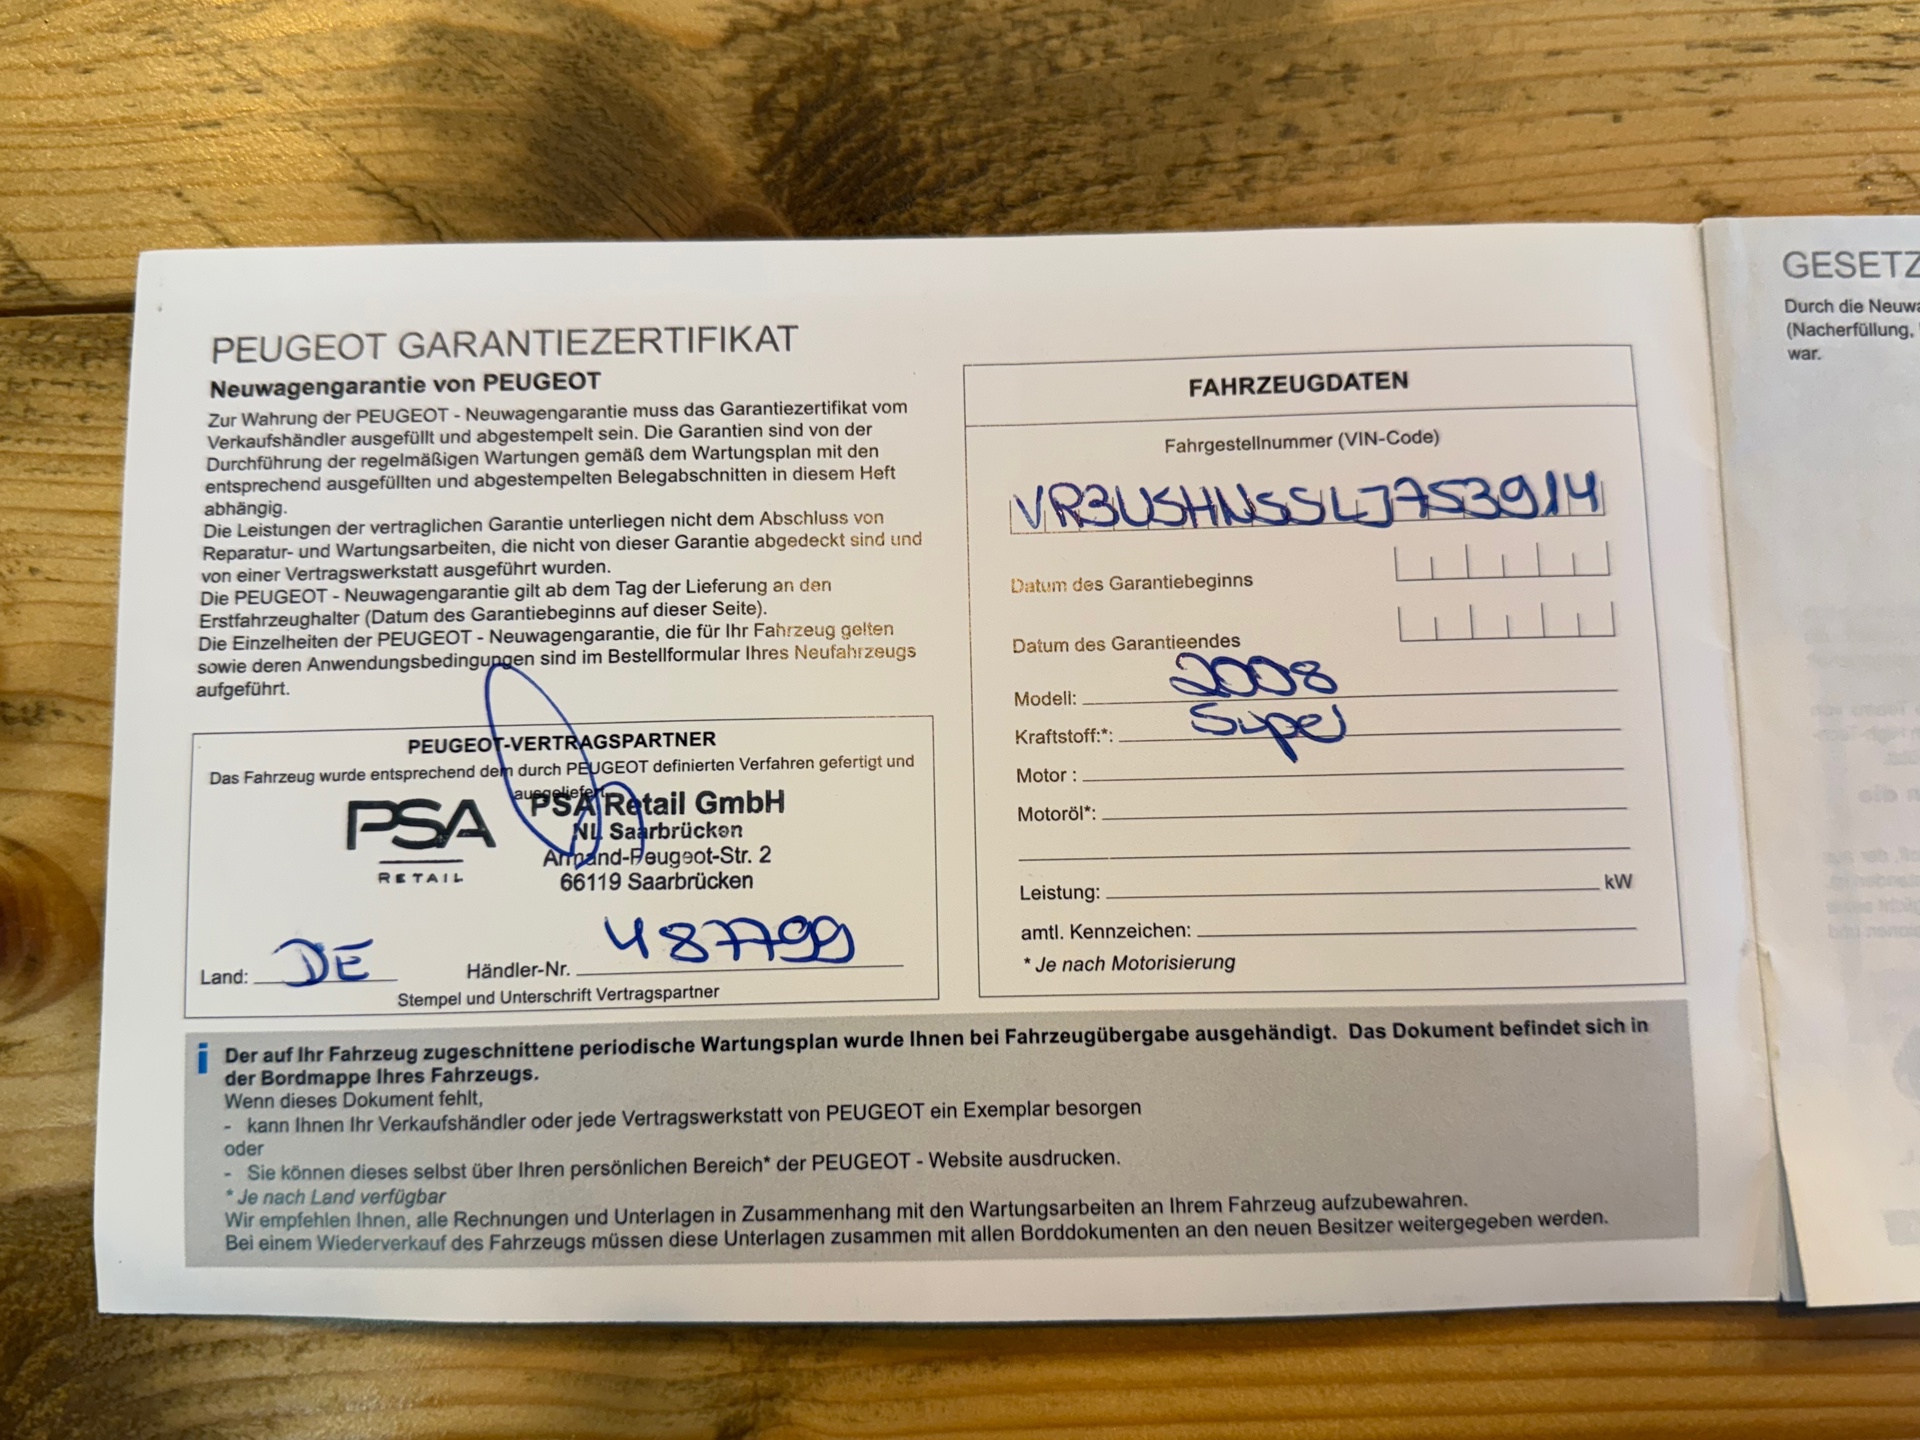 PEUGEOT GARANTIEZERTIFIKAT
Neuwagengarantie von PEUGEOT
Zur Wahrung der PEUGEOT - Neuwagengarantie muss das Garantiezertifikat vom
Verkaufshändler ausgefüllt und abgestempelt sein. Die Garantien sind von der
Durchführung der regelmäßigen Wartungen gemäß dem Wartungsplan mit den
entsprechend ausgefüllten und abgestempelten Belegabschnitten in diesem Heft
abhängig.
Die Leistungen der vertraglichen Garantie unterliegen nicht dem Abschluss von
Reparatur- und Wartungsarbeiten, die nicht von dieser Garantie abgedeckt sind und
von einer Vertragswerkstatt ausgeführt wurden.
Die PEUGEOT - Neuwagengarantie gilt ab dem Tag der Lieferung an den
Erstfahrzeughalter (Datum des Garantiebeginns auf dieser Seite).
Die Einzelheiten der PEUGEOT - Neuwagengarantie, die für Ihr Fahrzeug gelten
sowie deren Anwendungsbedingungen sind im Bestellformular Ihres Neufahrzeugs
aufgeführt.
PEUGEOT-VERTRAGSPARTNER
Das Fahrzeug wurde entsprechend dem durch PEUGEOT definierten Verfahren gefertigt und
ausgeliefert
PSA
RETAIL
PSA Retail GmbH
NL Saarbrücken
Armand-Peugeot-Str. 2
66119 Saarbrücken
Land: DE Händler-Nr. 487799
Stempel und Unterschrift Vertragspartner
FAHRZEUGDATEN
Fahrgestellnummer (VIN-Code)
VR3USHNSSLJ753914
Datum des Garantiebeginns
Datum des Garantieendes
Modell: 2008
Kraftstoff:*: Super
Motor :
Motoröl*:
Leistung: kW
amtl. Kennzeichen:
* Je nach Motorisierung
i Der auf Ihr Fahrzeug zugeschnittene periodische Wartungsplan wurde Ihnen bei Fahrzeugübergabe ausgehändigt. Das Dokument befindet sich in
der Bordmappe Ihres Fahrzeugs.
Wenn dieses Dokument fehlt,
- kann Ihnen Ihr Verkaufshändler oder jede Vertragswerkstatt von PEUGEOT ein Exemplar besorgen
oder
- Sie können dieses selbst über Ihren persönlichen Bereich* der PEUGEOT - Website ausdrucken.
* Je nach Land verfügbar
Wir empfehlen Ihnen, alle Rechnungen und Unterlagen in Zusammenhang mit den Wartungsarbeiten an Ihrem Fahrzeug aufzubewahren.
Bei einem Wiederverkauf des Fahrzeugs müssen diese Unterlagen zusammen mit allen Borddokumenten an den neuen Besitzer weitergegeben werden.
GESETZ
Durch die Neuwa
(Nacherfüllung,
war.